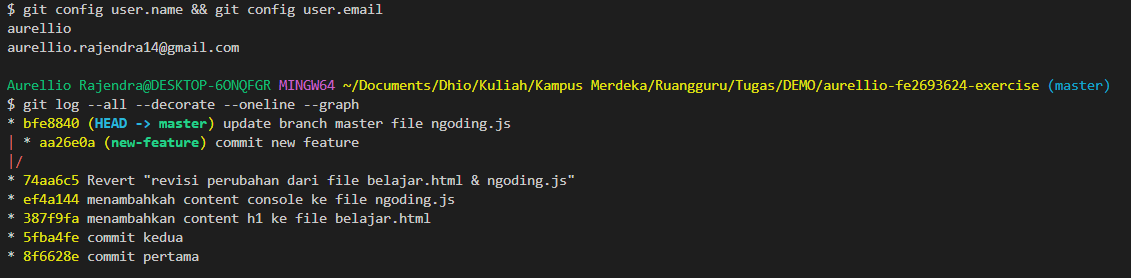 $ git config user.name && git config user.email
aurellio
aurellio.rajendra14@gmail.com
Aurellio Rajendra@DESKTOP-6ONQFGR MINGW64 ~/Documents/Dhio/Kuliah/Kampus Merdeka/Ruangguru/Tugas/DEMO/aurellio-fe2693624-exercise (master)
$ git log --all --decorate --oneline --graph
* bfe8840 (HEAD -> master) update branch master file ngoding.js
| * aa26e0a (new-feature) commit new feature
|/
* 74aa6c5 Revert "revisi perubahan dari file belajar.html & ngoding.js"
* ef4a144 menambahkah content console ke file ngoding.js
* 387f9fa menambahkan content h1 ke file belajar.html
* 5fba4fe commit kedua
* 8f6628e commit pertama